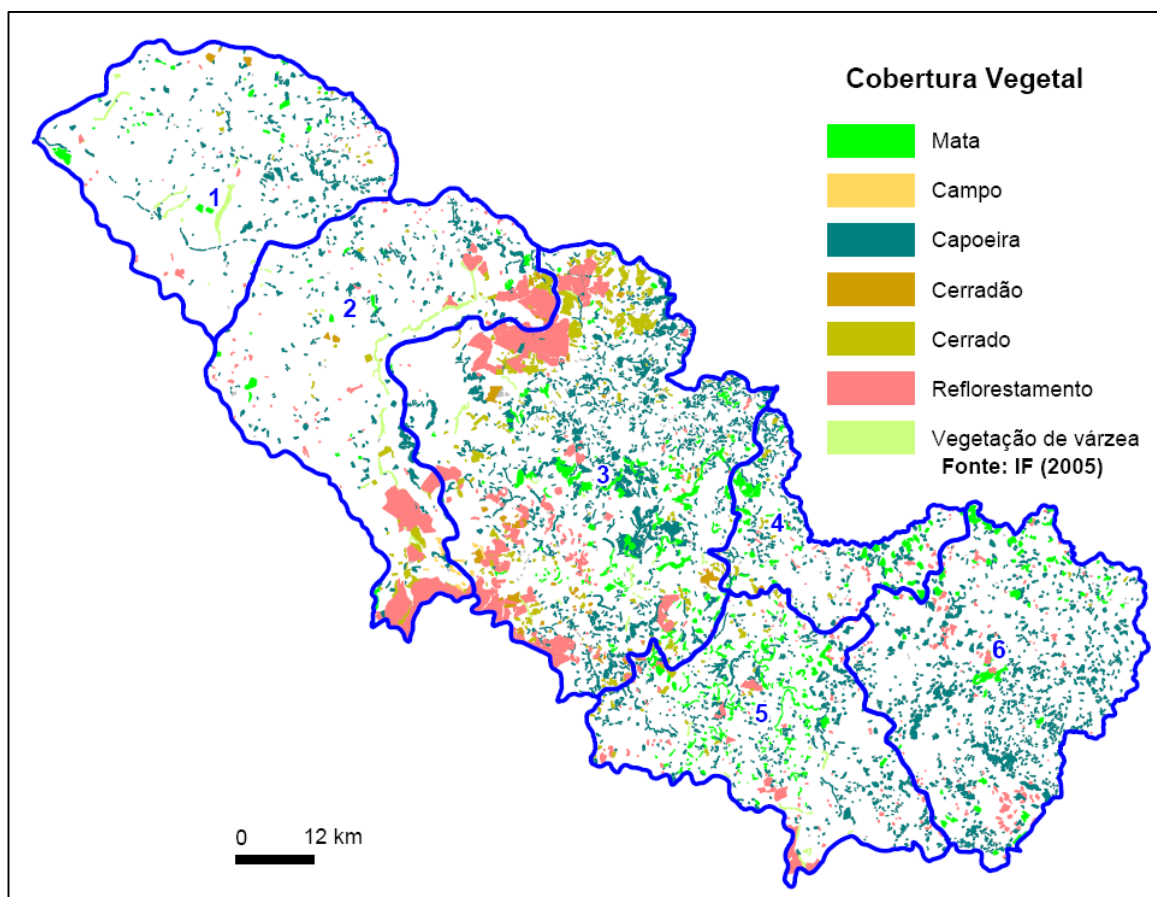 Cobertura Vegetal
Mata
Campo
Capoeira
Cerradão
Cerrado
Reflorestamento
Vegetação de várzea
Fonte: IF (2005)
1
2
3
4
5
6
0 12 km